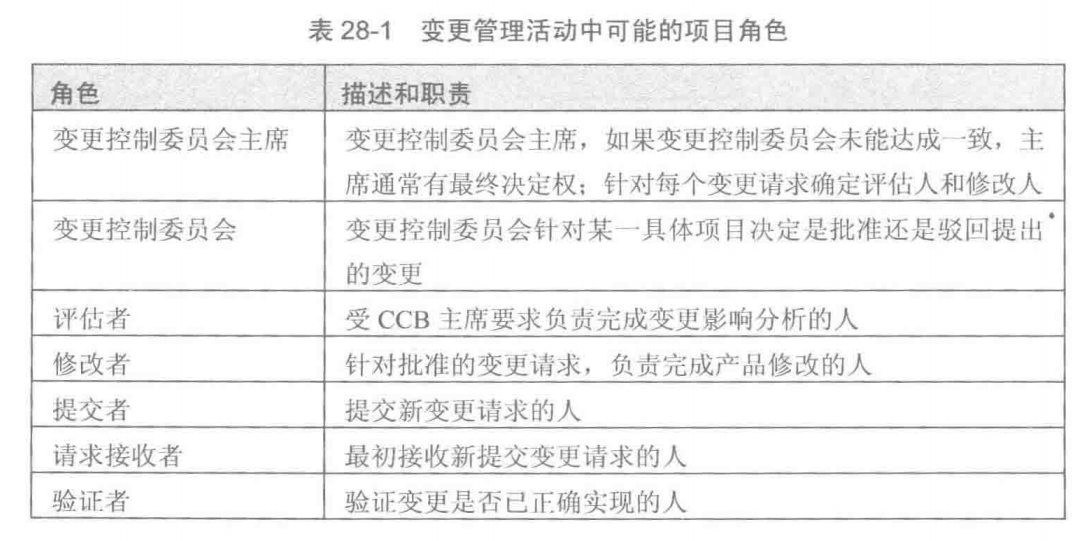 表 28-1 变更管理活动中可能的项目角色
角色 描述和职责
变更控制委员会主席 变更控制委员会主席，如果变更控制委员会未能达成一致，主
席通常有最终决定权；针对每个变更请求确定评估人和修改人
变更控制委员会 变更控制委员会针对某一具体项目决定是批准还是驳回提出
的变更
评估者 受 CCB 主席要求负责完成变更影响分析的人
修改者 针对批准的变更请求，负责完成产品修改的人
提交者 提交新变更请求的人
请求接收者 最初接收新提交变更请求的人
验证者 验证变更是否已正确实现的人